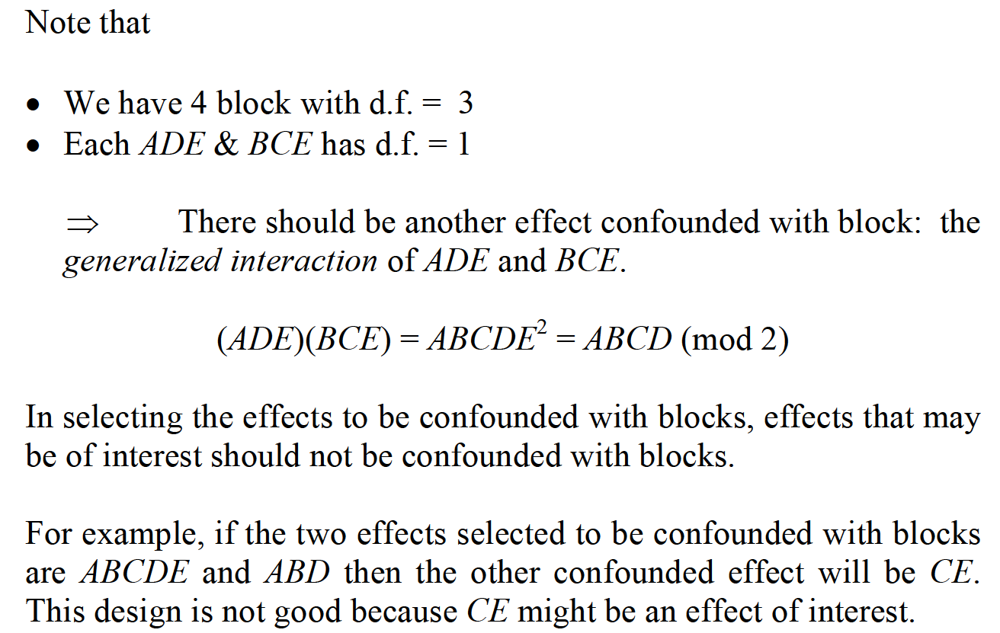 Note that
• We have 4 block with d.f. = 3
• Each ADE & BCE has d.f. = 1
⇒ There should be another effect confounded with block: the
generalized interaction of ADE and BCE.
(ADE)(BCE) = ABCDE² = ABCD (mod 2)
In selecting the effects to be confounded with blocks, effects that may
be of interest should not be confounded with blocks.
For example, if the two effects selected to be confounded with blocks
are ABCDE and ABD then the other confounded effect will be CE.
This design is not good because CE might be an effect of interest.